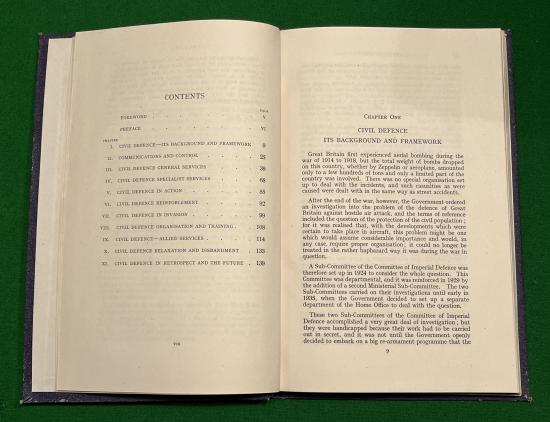 CONTENTS
PAGE
FOREWORD . . . . . V
PREFACE . . . . . VI
CHAPTER
I. CIVIL DEFENCE—ITS BACKGROUND AND FRAMEWORK 9
II. COMMUNICATIONS AND CONTROL . . . 25
III. CIVIL DEFENCE GENERAL SERVICES . . . 38
IV. CIVIL DEFENCE SPECIALIST SERVICES . . . 68
V. CIVIL DEFENCE IN ACTION . . . . 85
VI. CIVIL DEFENCE REINFORCEMENT . . . 92
VII. CIVIL DEFENCE IN INVASION . . . 99
VIII. CIVIL DEFENCE ORGANISATION AND TRAINING . 108
IX. CIVIL DEFENCE—ALLIED SERVICES . . . 114
X. CIVIL DEFENCE RELAXATION AND DISBANDMENT . 133
XI. CIVIL DEFENCE IN RETROSPECT AND THE FUTURE . 139
viii
CHAPTER ONE
CIVIL DEFENCE
ITS BACKGROUND AND FRAMEWORK
Great Britain first experienced aerial bombing during the
war of 1914 to 1918, but the total weight of bombs dropped
on this country, whether by Zeppelin or aeroplane, amounted
only to a few hundreds of tons and only a limited part of the
country was involved. There was no special organisation set
up to deal with the incidents, and such casualties as were
caused were dealt with in the same way as street accidents.
After the end of the war, however, the Government ordered
an investigation into the problem of the defence of Great
Britain against hostile air attack, and the terms of reference
included the question of the protection of the civil population;
for it was realised that, with the developments which were
certain to take place in aircraft, this problem might be one
which would assume considerable importance and would, in
any case, require proper organisation; it could no longer be
treated in the rather haphazard way it was during the war in
question.
A Sub-Committee of the Committee of Imperial Defence was
therefore set up in 1924 to consider the whole question. This
Committee was departmental, and it was reinforced in 1929 by
the addition of a second Ministerial Sub-Committee. The two
Sub-Committees carried on their investigations until early in
1935, when the Government decided to set up a separate
department of the Home Office to deal with the question.
These two Sub-Committees of the Committee of Imperial
Defence accomplished a very great deal of investigation; but
they were handicapped because their work had to be carried
out in secret, and it was not until the Government openly
decided to embark on a big re-armament programme that the
9